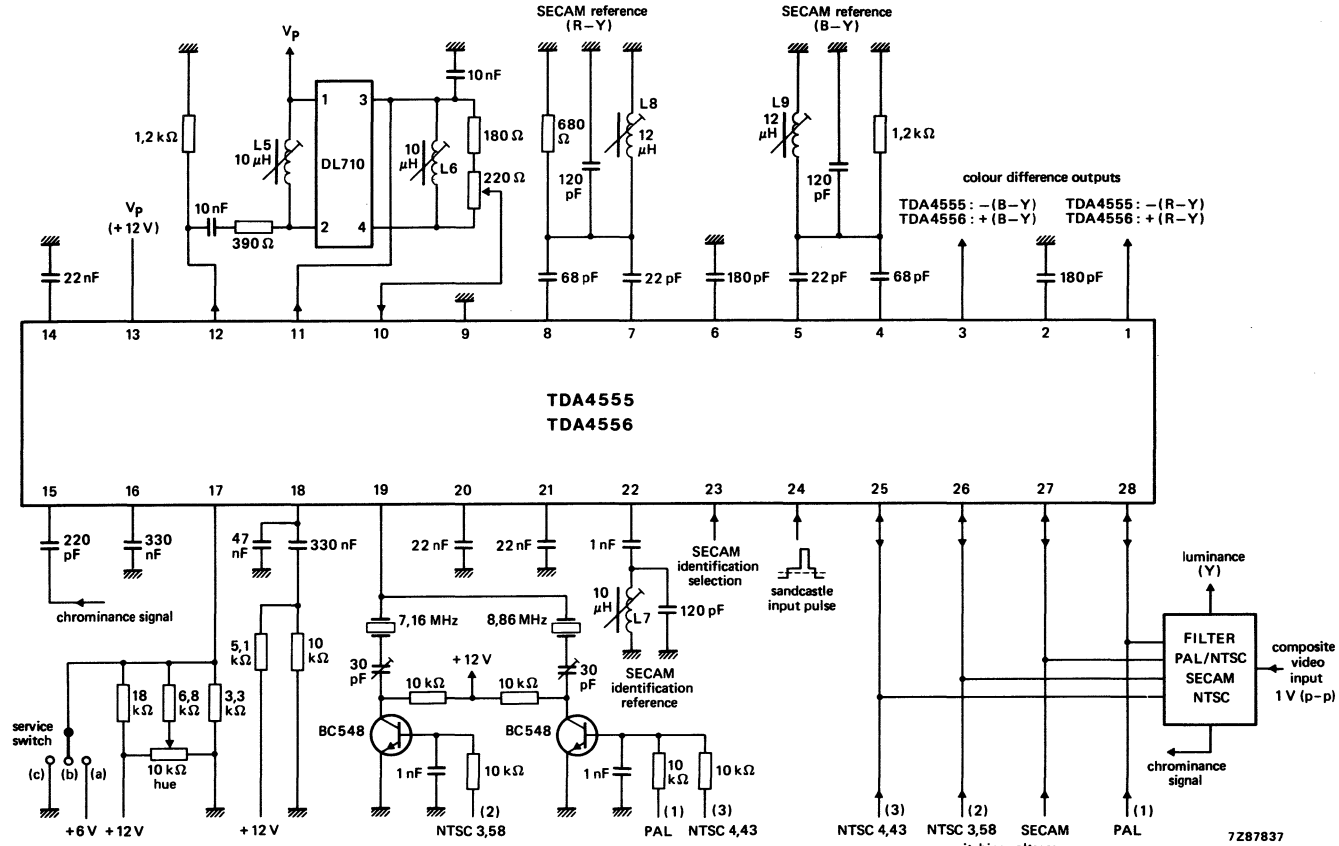 SECAM reference
(R–Y)
SECAM reference
(B–Y)
VP
10 nF
1
3
1,2 kΩ
L5
10 μH
DL710
10
μH
L6
180 Ω
220 Ω
680
Ω
L8
12
μH
120
pF
L9
12
μH
1,2 kΩ
120
pF
colour difference outputs
TDA4555 : –(B–Y)
TDA4556 : +(B–Y)
TDA4555 : –(R–Y)
TDA4556 : +(R–Y)
VP
(+ 12 V)
10 nF
390 Ω
2
4
22 nF
68 pF
22 pF
180 pF
22 pF
68 pF
180 pF
14
13
12
11
10
9
8
7
6
5
4
3
2
1
TDA4555
TDA4556
15
16
17
18
19
20
21
22
23
24
25
26
27
28
220
pF
330
nF
47
nF
330 nF
22 nF
22 nF
1 nF
SECAM
identification
selection
sandcastle
input pulse
luminance
(Y)
chrominance signal
5,1
kΩ
10
kΩ
7,16 MHz
8,86 MHz
10
μH
L7
120 pF
30
pF
+ 12 V
30
pF
10 kΩ
10 kΩ
SECAM
identification
reference
FILTER
PAL/NTSC
SECAM
NTSC
composite
video
input
1 V (p–p)
18
kΩ
6,8
kΩ
3,3
kΩ
service
switch
(c)
(b)
(a)
10 kΩ
hue
BC548
BC548
1 nF
10 kΩ
1 nF
10
kΩ
10 kΩ
chrominance
signal
(2)
(1)
(3)
(3)
(2)
(1)
+6 V
+12 V
+12 V
NTSC 3,58
PAL
NTSC 4,43
NTSC 4,43
NTSC 3,58
SECAM
PAL
7Z87837